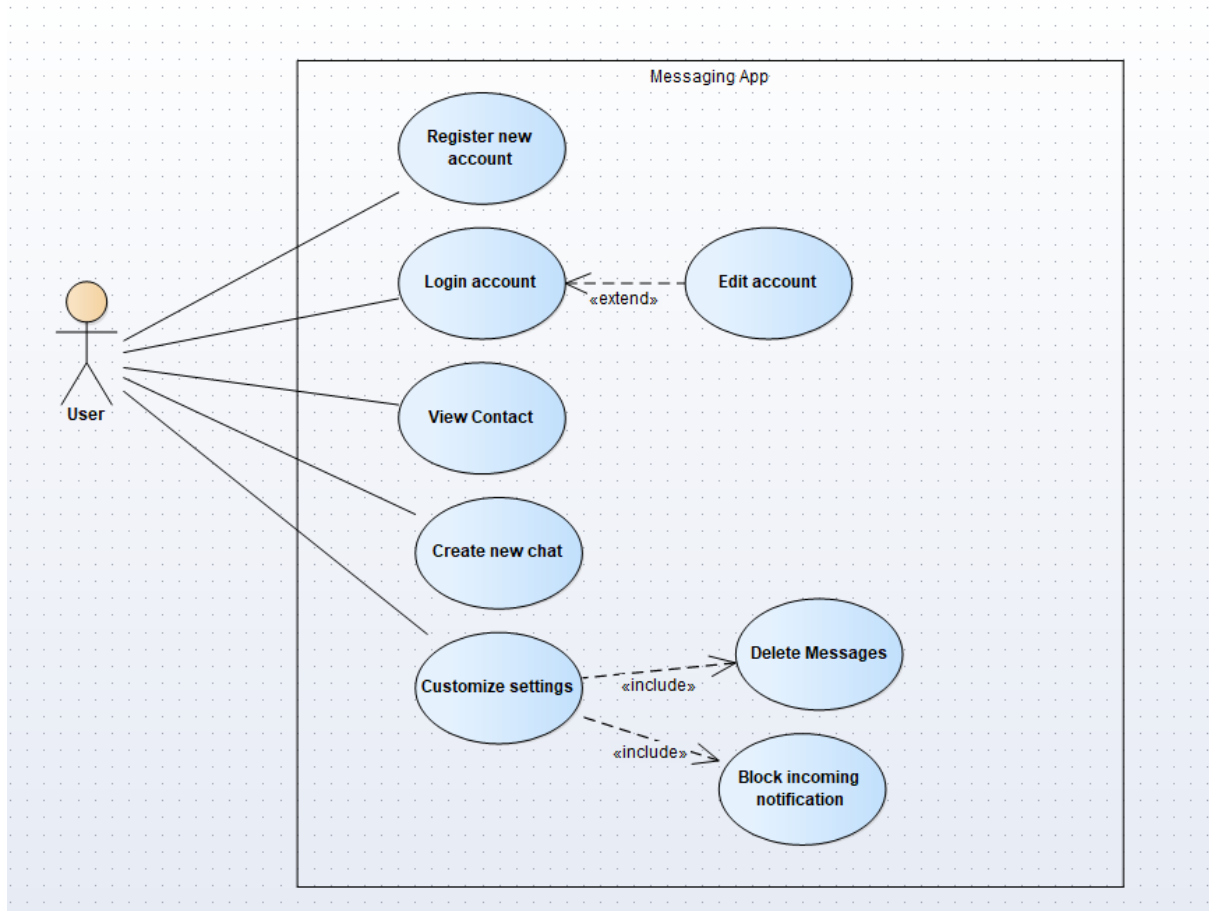 Messaging App
Register new
account
Login account
«extend»
Edit account
User
View Contact
Create new chat
Customize settings
«include»
Delete Messages
«include»
Block incoming
notification